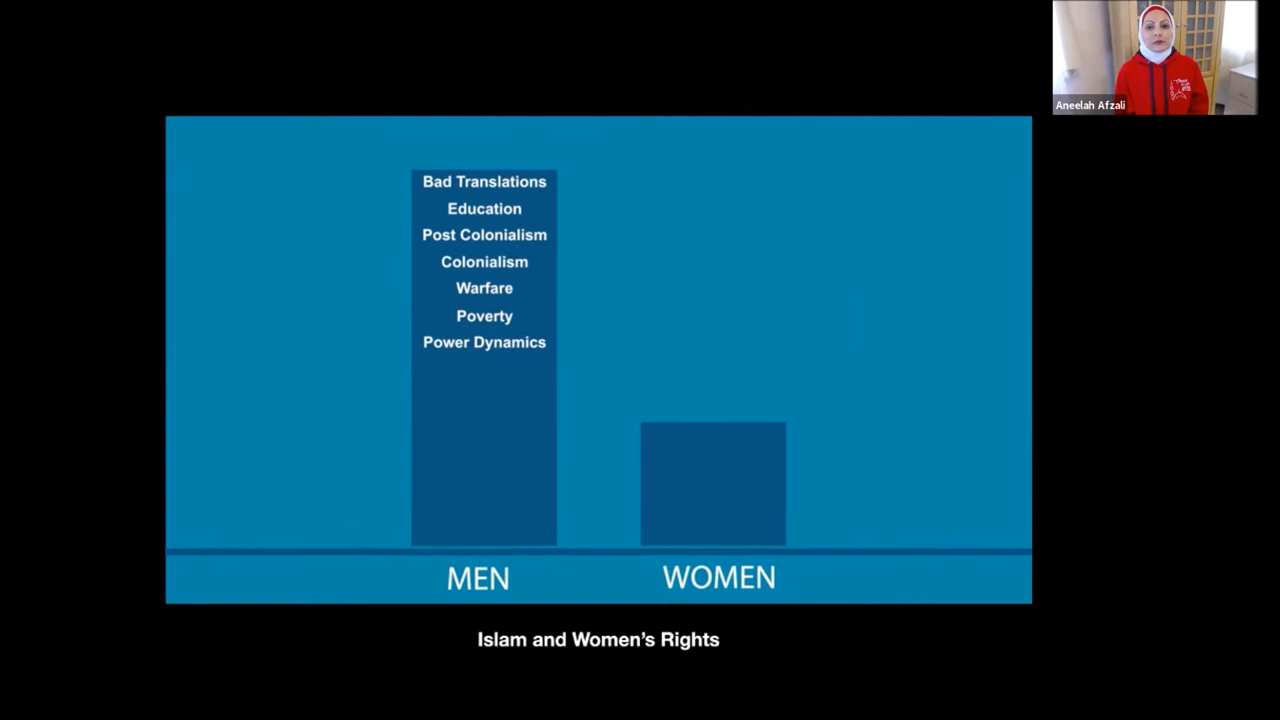 Aneelah Afzali
Bad Translations
Education
Post Colonialism
Colonialism
Warfare
Poverty
Power Dynamics
MEN
WOMEN
Islam and Women's Rights